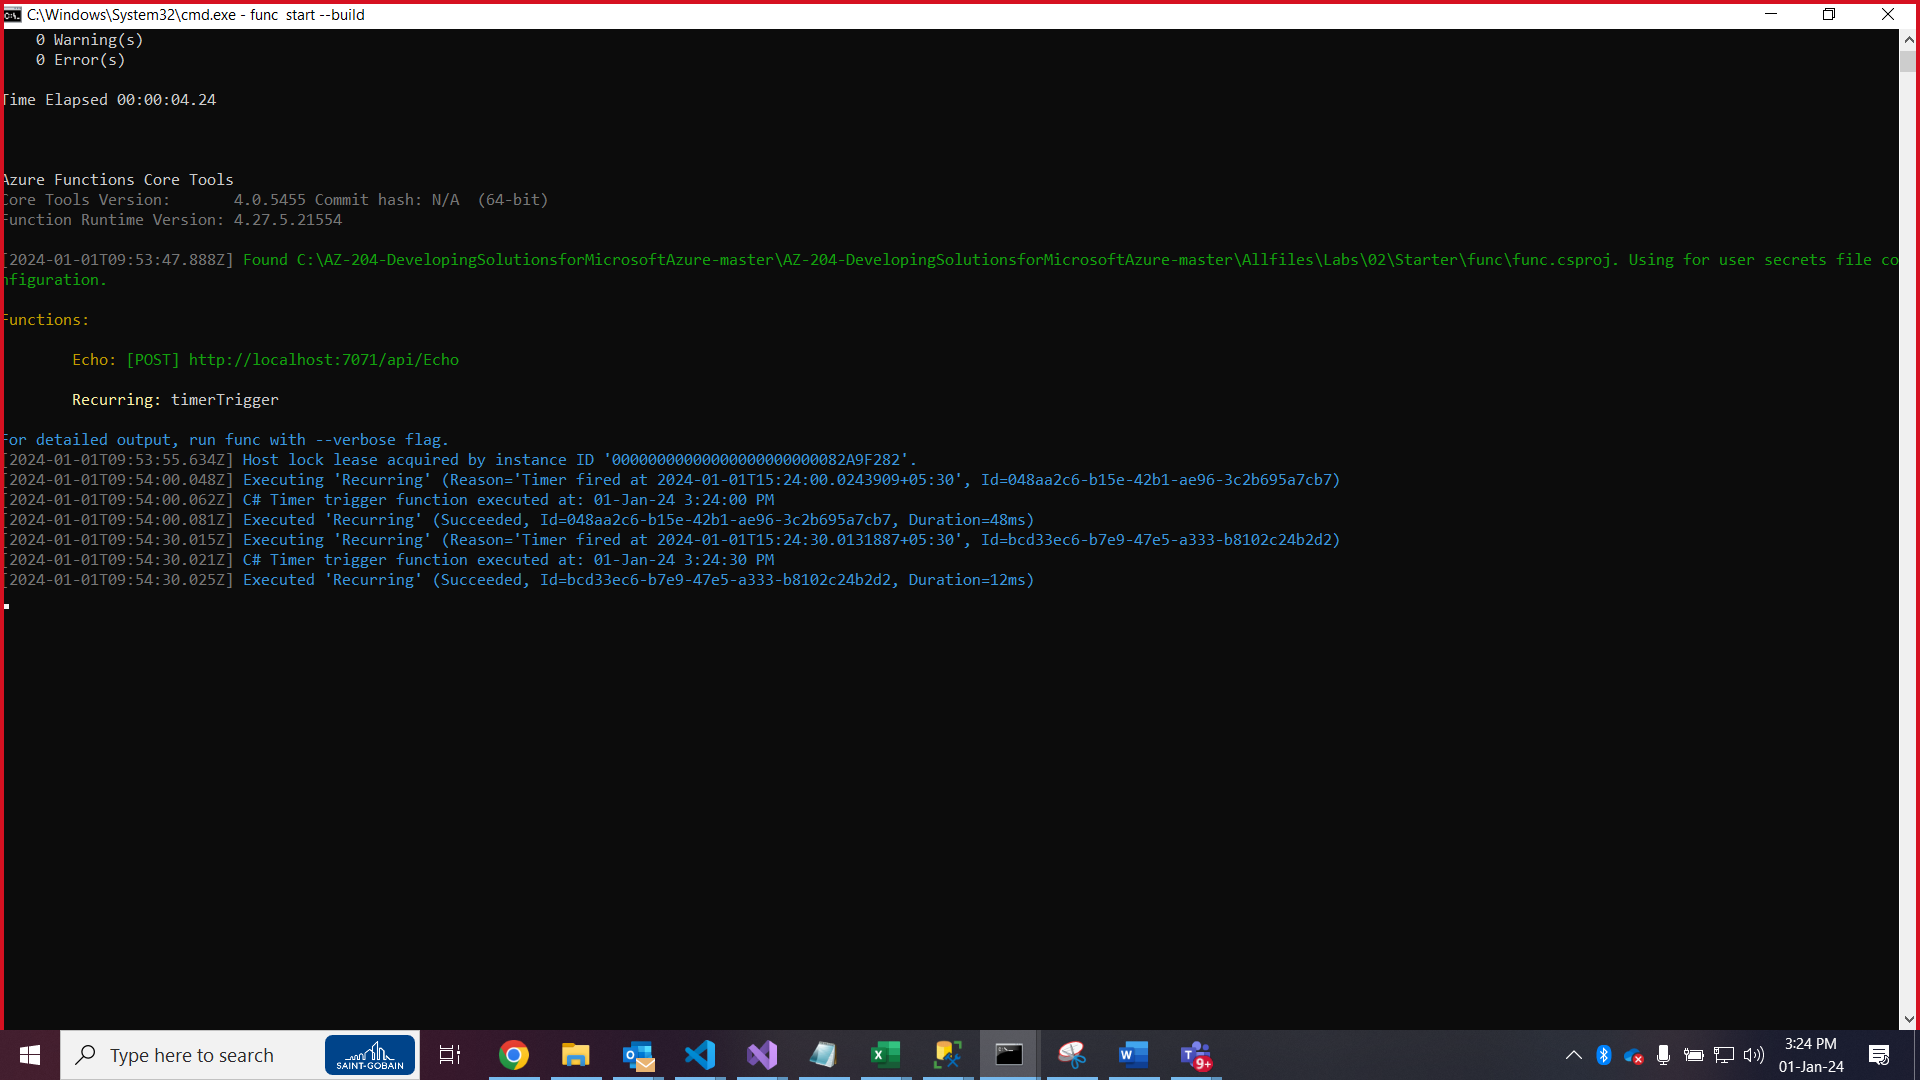 C:\Windows\System32\cmd.exe - func  start --build
0 Warning(s)
0 Error(s)
Time Elapsed 00:00:04.24
Azure Functions Core Tools
Core Tools Version:       4.0.5455 Commit hash: N/A  (64-bit)
Function Runtime Version: 4.27.5.21554
[2024-01-01T09:53:47.888Z] Found C:\AZ-204-DevelopingSolutionsforMicrosoftAzure-master\AZ-204-DevelopingSolutionsforMicrosoftAzure-master\Allfiles\Labs\02\Starter\func\func.csproj. Using for user secrets file co
nfiguration.
Functions:
Echo: [POST] http://localhost:7071/api/Echo
Recurring: timerTrigger
For detailed output, run func with --verbose flag.
[2024-01-01T09:53:55.634Z] Host lock lease acquired by instance ID '00000000000000000000000082A9F282'.
[2024-01-01T09:54:00.048Z] Executing 'Recurring' (Reason='Timer fired at 2024-01-01T15:24:00.0243909+05:30', Id=048aa2c6-b15e-42b1-ae96-3c2b695a7cb7)
[2024-01-01T09:54:00.062Z] C# Timer trigger function executed at: 01-Jan-24 3:24:00 PM
[2024-01-01T09:54:00.081Z] Executed 'Recurring' (Succeeded, Id=048aa2c6-b15e-42b1-ae96-3c2b695a7cb7, Duration=48ms)
[2024-01-01T09:54:30.015Z] Executing 'Recurring' (Reason='Timer fired at 2024-01-01T15:24:30.0131887+05:30', Id=bcd33ec6-b7e9-47e5-a333-b8102c24b2d2)
[2024-01-01T09:54:30.021Z] C# Timer trigger function executed at: 01-Jan-24 3:24:30 PM
[2024-01-01T09:54:30.025Z] Executed 'Recurring' (Succeeded, Id=bcd33ec6-b7e9-47e5-a333-b8102c24b2d2, Duration=12ms)
Type here to search
SAINT-GOBAIN
9+
3:24 PM
01-Jan-24